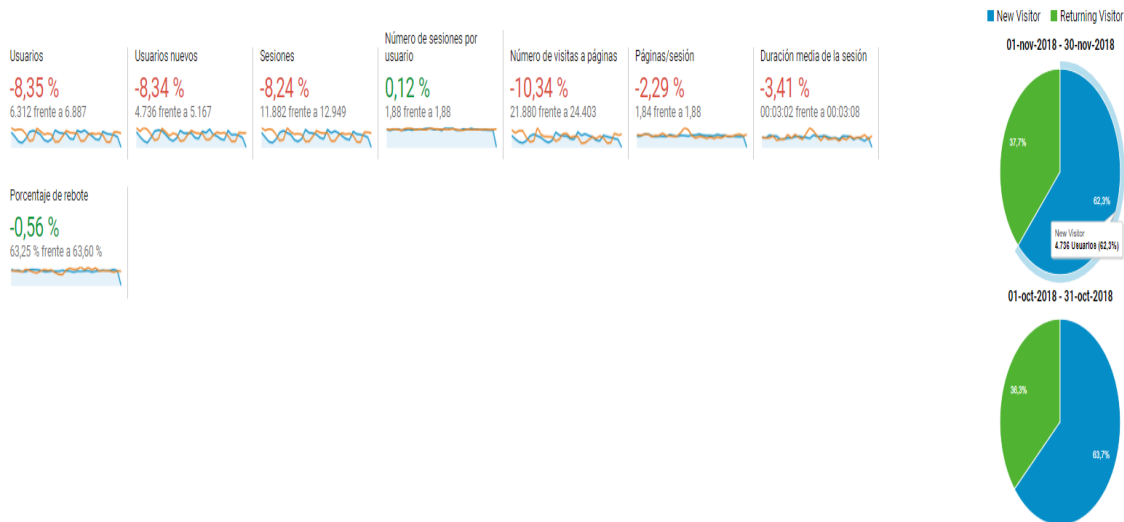 New Visitor Returning Visitor
Usuarios
-8,35 %
6.312 frente a 6.887
Usuarios nuevos
-8,34 %
4.736 frente a 5.167
Sesiones
-8,24 %
11.882 frente a 12.949
Número de sesiones por
usuario
0,12 %
1,88 frente a 1,88
Número de visitas a páginas
-10,34 %
21.880 frente a 24.403
Páginas/sesión
-2,29 %
1,84 frente a 1,88
Duración media de la sesión
-3,41 %
00:03:02 frente a 00:03:08
Porcentaje de rebote
-0,56 %
63,25 % frente a 63,60 %
01-nov-2018 - 30-nov-2018
37,7%
62,3%
New Visitor
4.736 Usuarios (62,3%)
01-oct-2018 - 31-oct-2018
36,3%
63,7%